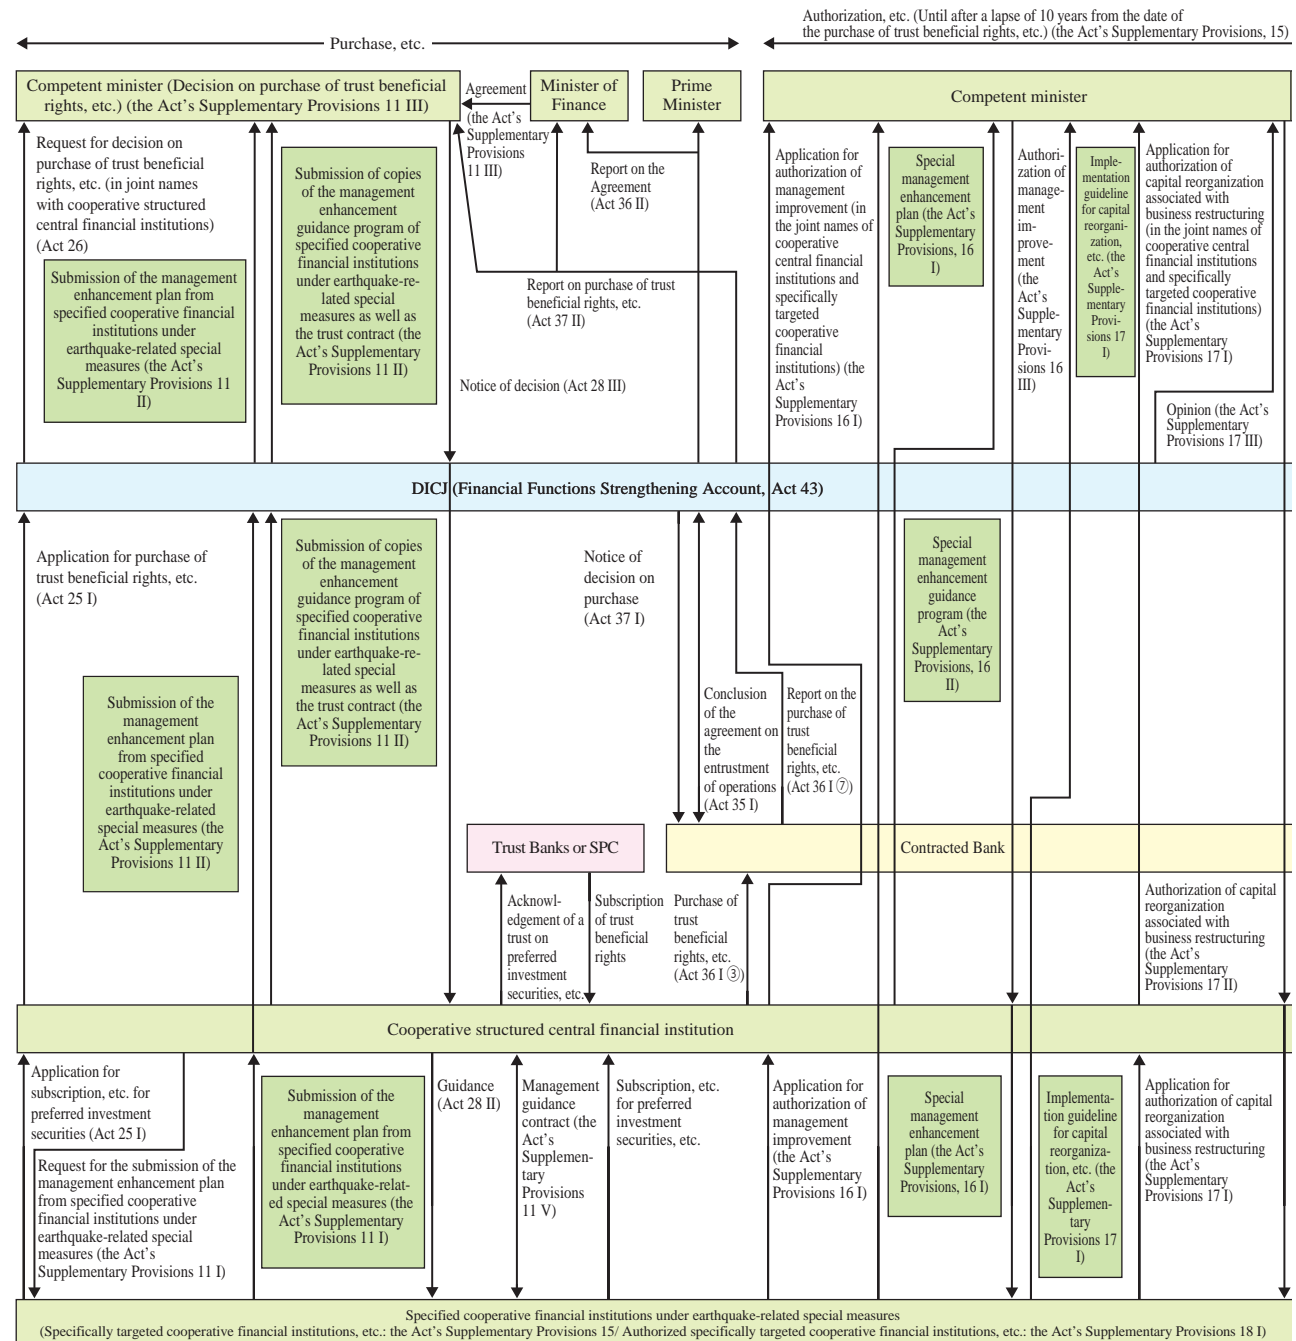 Authorization, etc. (Until after a lapse of 10 years from the date of
the purchase of trust beneficial rights, etc.) (the Act's Supplementary Provisions, 15)
Purchase, etc.
Competent minister (Decision on purchase of trust beneficial
rights, etc.) (the Act's Supplementary Provisions 11 III)
Agreement
(the Act's
Supplementary
Provisions
11 III)
Minister of
Finance
Prime
Minister
Competent minister
Request for decision on
purchase of trust beneficial
rights, etc. (in joint names
with cooperative structured
central financial institutions)
(Act 26)
Submission of the management
enhancement plan from
specified cooperative financial
institutions under
earthquake-related special
measures (the Act's
Supplementary Provisions 11
II)
Submission of copies
of the management
enhancement
guidance program of
specified cooperative
financial institutions
under earthquake-re-
lated special
measures as well as
the trust contract (the
Act's Supplementary
Provisions 11 II)
Notice of decision (Act 28 III)
Report on the
Agreement
(Act 36 II)
Report on purchase of trust
beneficial rights, etc.
(Act 37 II)
Application for
authorization of
management
improvement (in
the joint names of
cooperative
central financial
institutions and
specifically
targeted
cooperative
financial
institutions) (the
Act's
Supplementary
Provisions 16 I)
Special
management
enhancement
plan (the Act's
Supplementary
Provisions, 16
I)
Authori-
zation of
manage-
ment
im-
prove-
ment
(the
Act's
Supple-
mentary
Provi-
sions 16
III)
Imple-
mentation
guideline
for capital
reorgani-
zation,
etc. (the
Act's
Supple-
mentary
Provi-
sions 17
I)
Application for
authorization of
capital reorganization
associated with
business restructuring
(in the joint names of
cooperative central
financial institutions
and specifically
targeted cooperative
financial institutions)
(the Act's
Supplementary
Provisions 17 I)
Opinion (the Act's
Supplementary
Provisions 17 III)
DICJ (Financial Functions Strengthening Account, Act 43)
Application for purchase of
trust beneficial rights, etc.
(Act 25 I)
Submission of the
management
enhancement plan
from specified
cooperative financial
institutions under
earthquake-related
special measures (the
Act's Supplementary
Provisions 11 II)
Submission of copies
of the management
enhancement
guidance program of
specified cooperative
financial institutions
under earthquake-re-
lated special
measures as well as
the trust contract (the
Act's Supplementary
Provisions 11 II)
Notice of
decision on
purchase
(Act 37 I)
Conclusion
of the
agreement on
the
entrustment
of operations
(Act 35 I)
Report on the
purchase of
trust
beneficial
rights, etc.
(Act 36 I ⑦)
Special
management
enhancement
guidance
program (the
Act's
Supplementary
Provisions, 16
II)
Trust Banks or SPC
Contracted Bank
Acknowl-
edgement of a
trust on
preferred
investment
securities, etc.
Subscription
of trust
beneficial
rights
Purchase of
trust
beneficial
rights, etc.
(Act 36 I ③)
Authorization of capital
reorganization
associated with
business restructuring
(the Act's
Supplementary
Provisions 17 II)
Cooperative structured central financial institution
Application for
subscription, etc. for
preferred investment
securities (Act 25 I)
Request for the submission of the
management enhancement plan
from specified cooperative
financial institutions under
earthquake-related special
measures (the Act's
Supplementary Provisions 11 I)
Submission of the
management
enhancement plan from
specified cooperative
financial institutions
under earthquake-relat-
ed special measures (the
Act's Supplementary
Provisions 11 I)
Guidance
(Act 28 II)
Management
guidance
contract (the
Act's
Supplemen-
tary
Provisions
11 V)
Subscription, etc.
for preferred
investment
securities, etc.
Application for
authorization of
management
improvement
(the Act's
Supplementary
Provisions 16 I)
Special
management
enhancement
plan (the Act's
Supplementary
Provisions, 16 I)
Implementa-
tion guideline
for capital
reorganiza-
tion, etc. (the
Act's
Supplemen-
tary
Provisions 17
I)
Application for
authorization of capital
reorganization
associated with
business restructuring
(the Act's
Supplementary
Provisions 17 I)
Specified cooperative financial institutions under earthquake-related special measures
(Specifically targeted cooperative financial institutions, etc.: the Act's Supplementary Provisions 15/ Authorized specifically targeted cooperative financial institutions, etc.: the Act's Supplementary Provisions 18 I)